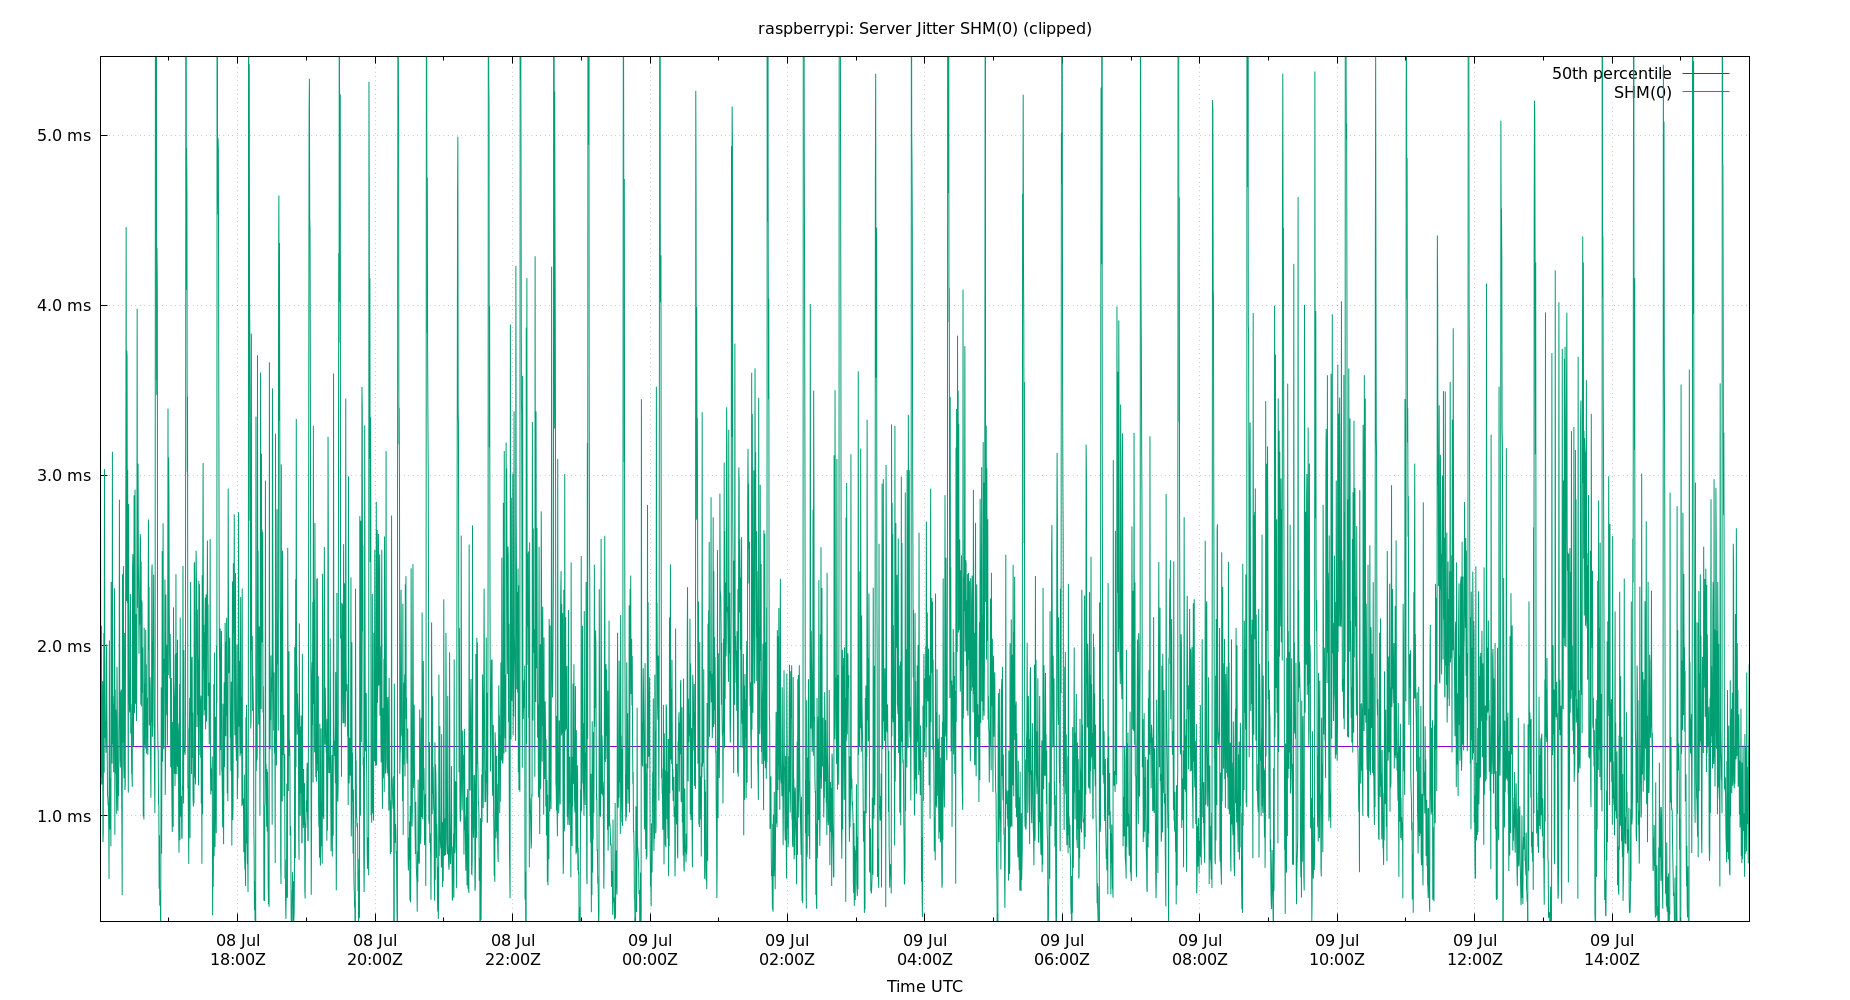 raspberrypi: Server Jitter SHM(0) (clipped)
50th percentile
SHM(0)
5.0 ms
4.0 ms
3.0 ms
2.0 ms
1.0 ms
08 Jul 08 Jul 08 Jul 09 Jul 09 Jul 09 Jul 09 Jul 09 Jul 09 Jul 09 Jul 09 Jul
18:00Z 20:00Z 22:00Z 00:00Z 02:00Z 04:00Z 06:00Z 08:00Z 10:00Z 12:00Z 14:00Z
Time UTC